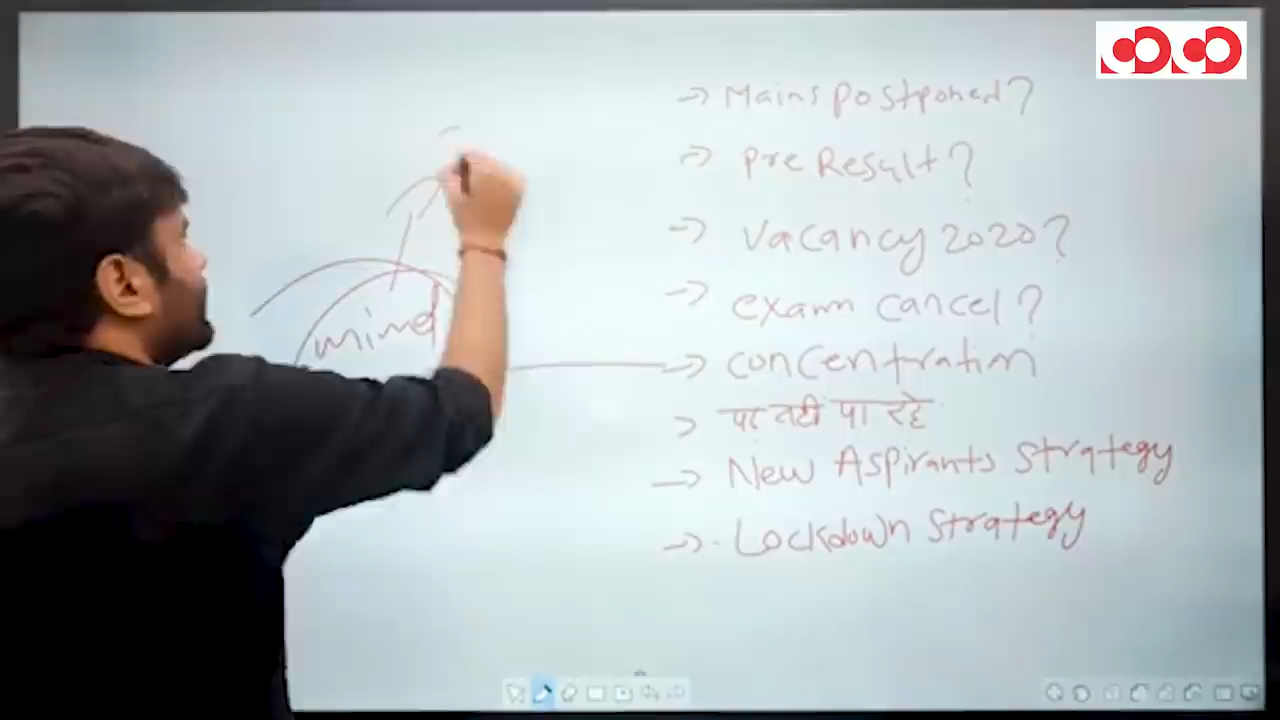 → Mains postponed?
→ Pre Result?
→ Vacancy 2020?
→ exam cancel?
mind → concentration
> पढ नही पा रहे
→ New Aspirants Strategy
→ Lockdown Strategy